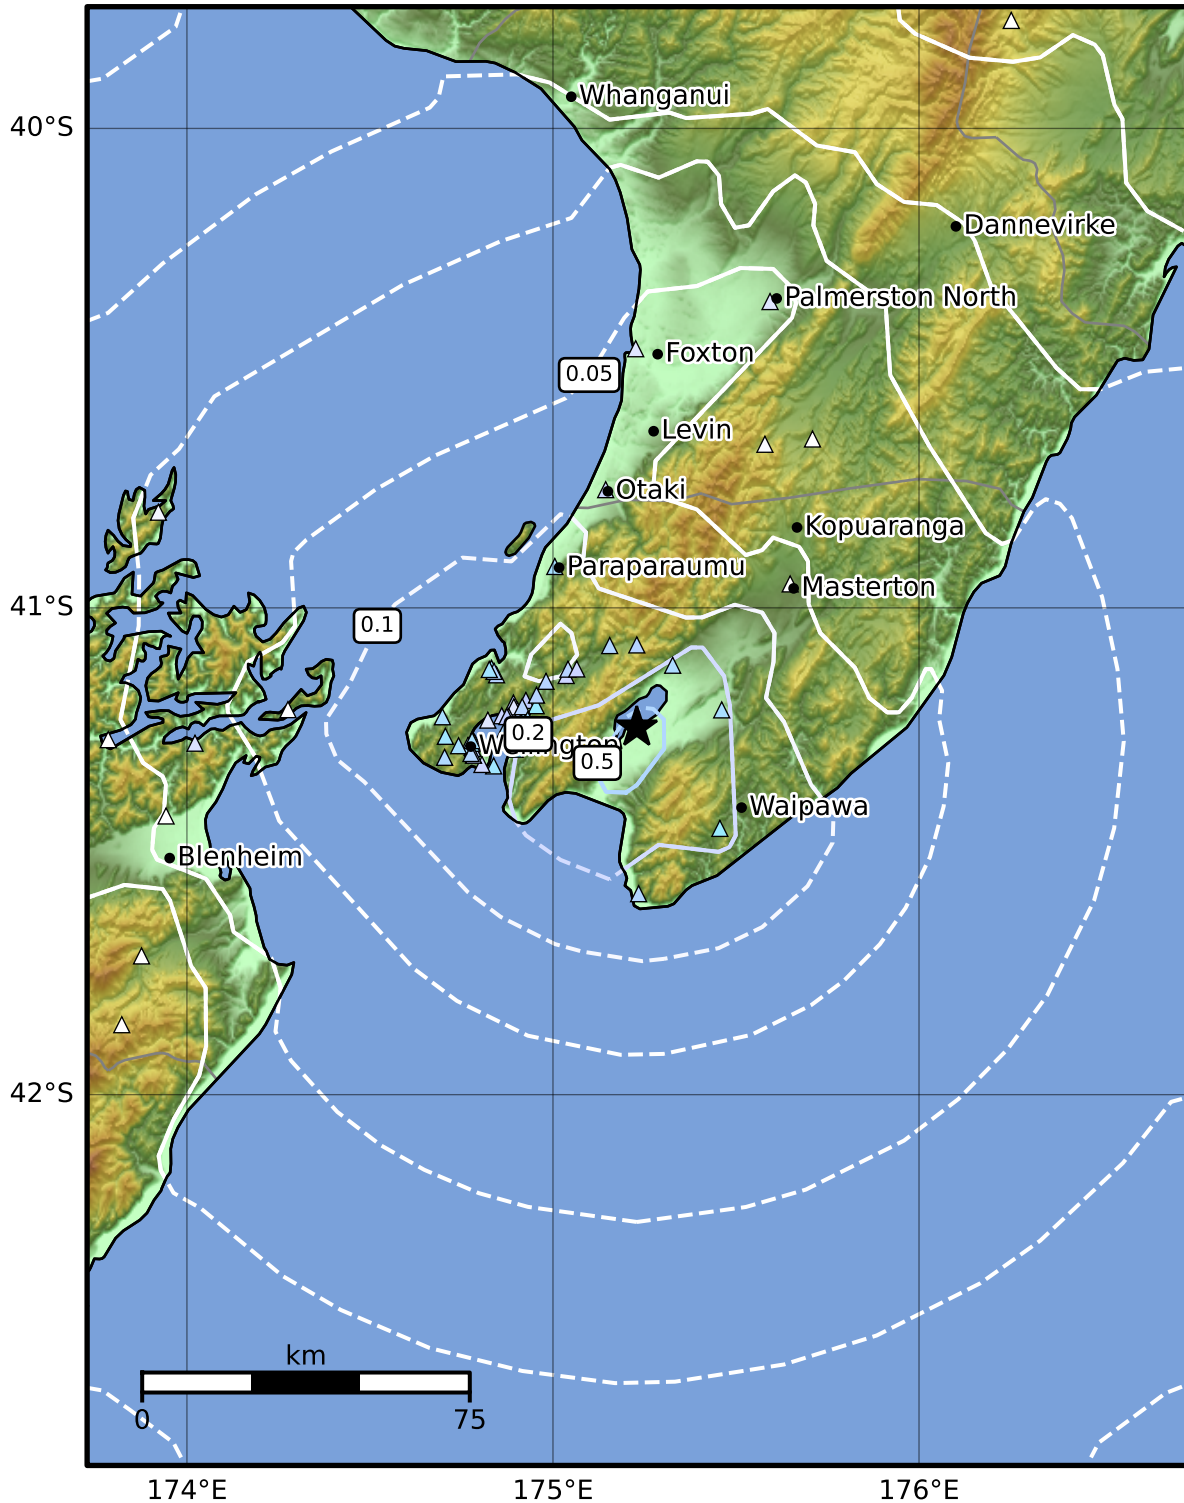 Whanganui
40°S
Dannevirke
Palmerston North
Foxton
0.05
Levin
Otaki
Kopuaranga
Paraparaumu
Masterton
41°S
0.1
0.2
Wellington
0.5
Waipawa
Blenheim
42°S
km
0
75
174°E
175°E
176°E